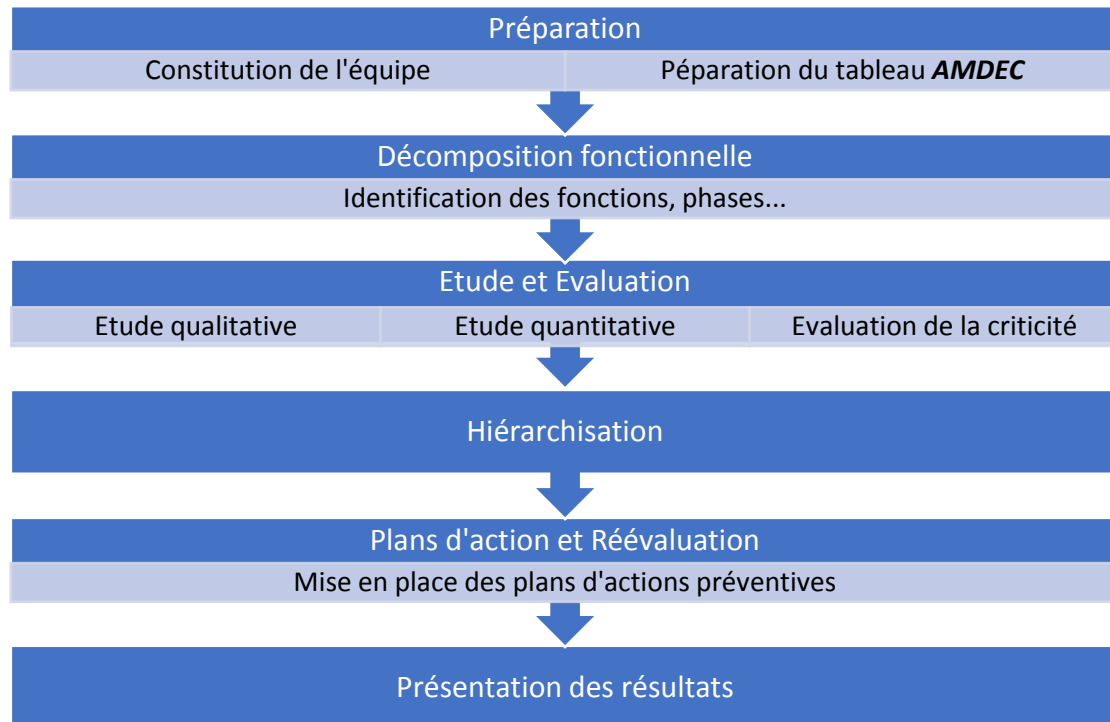 Préparation
Constitution de l'équipe
Péparation du tableau AMDEC
Décomposition fonctionnelle
Identification des fonctions, phases...
Etude et Evaluation
Etude qualitative
Etude quantitative
Evaluation de la criticité
Hiérarchisation
Plans d'action et Réévaluation
Mise en place des plans d'actions préventives
Présentation des résultats